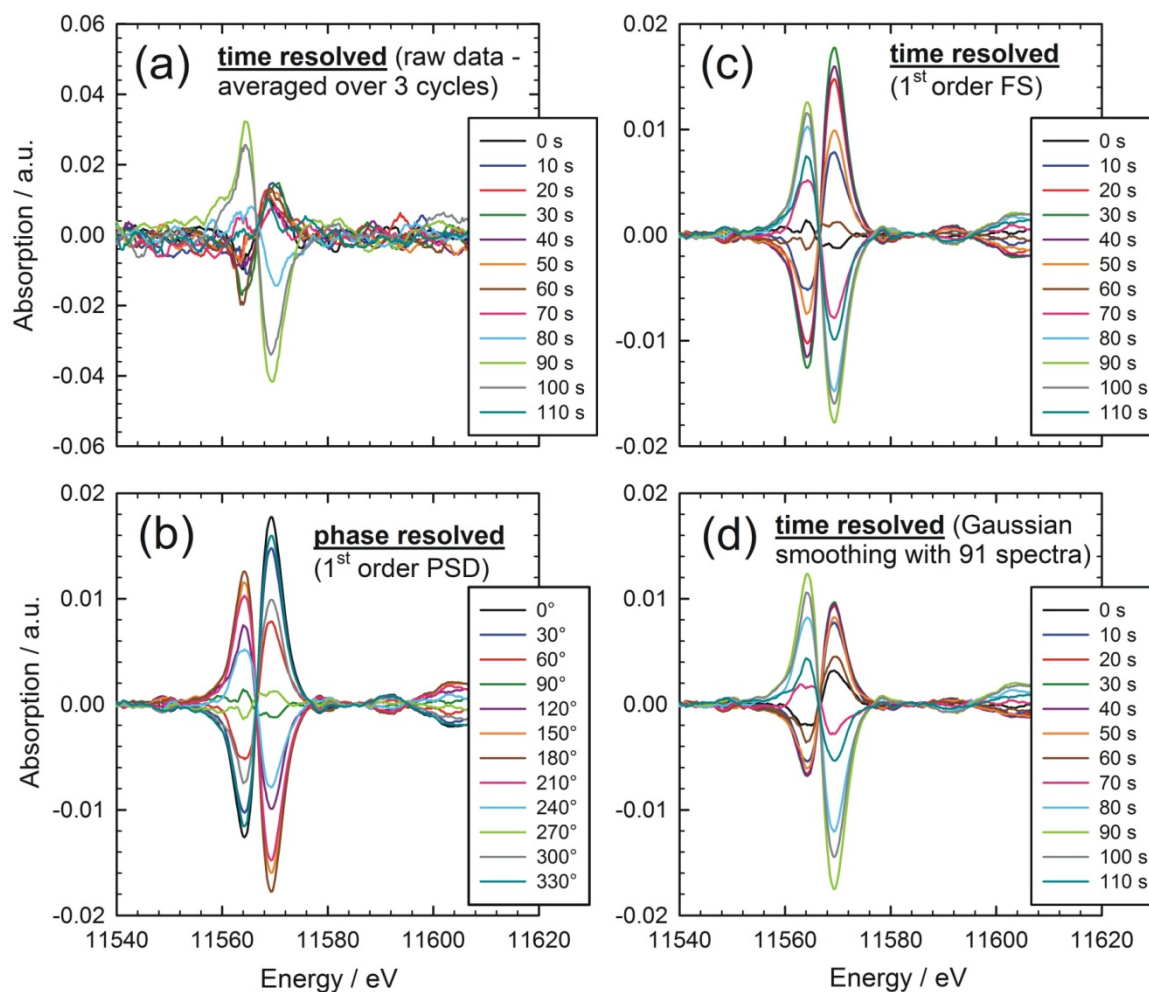 (a)
time resolved (raw data -
averaged over 3 cycles)
0.06
0.04
0.02
0.00
-0.02
-0.04
-0.06
Absorption / a.u.
0 s
10 s
20 s
30 s
40 s
50 s
60 s
70 s
80 s
90 s
100 s
110 s
(c)
time resolved
(1st order FS)
0.02
0.01
0.00
-0.01
-0.02
0 s
10 s
20 s
30 s
40 s
50 s
60 s
70 s
80 s
90 s
100 s
110 s
(b)
phase resolved
(1st order PSD)
0.02
0.01
0.00
-0.01
-0.02
Absorption / a.u.
0°
30°
60°
90°
120°
150°
180°
210°
240°
270°
300°
330°
11540 11560 11580 11600 11620
Energy / eV
(d)
time resolved (Gaussian
smoothing with 91 spectra)
0.02
0.01
0.00
-0.01
-0.02
0 s
10 s
20 s
30 s
40 s
50 s
60 s
70 s
80 s
90 s
100 s
110 s
11540 11560 11580 11600 11620
Energy / eV